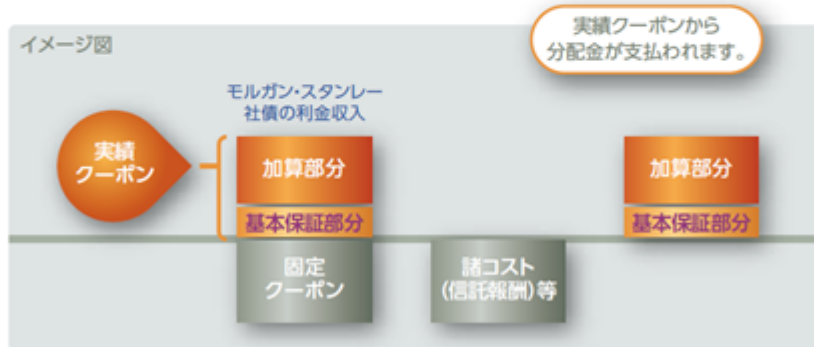 実績クーポンから
分配金が支払われます。
イメージ図
モルガン・スタンレー
社債の利金収入
実績
クーポン
加算部分
基本保証部分
固定
クーポン
諸コスト
(信託報酬)等
加算部分
基本保証部分